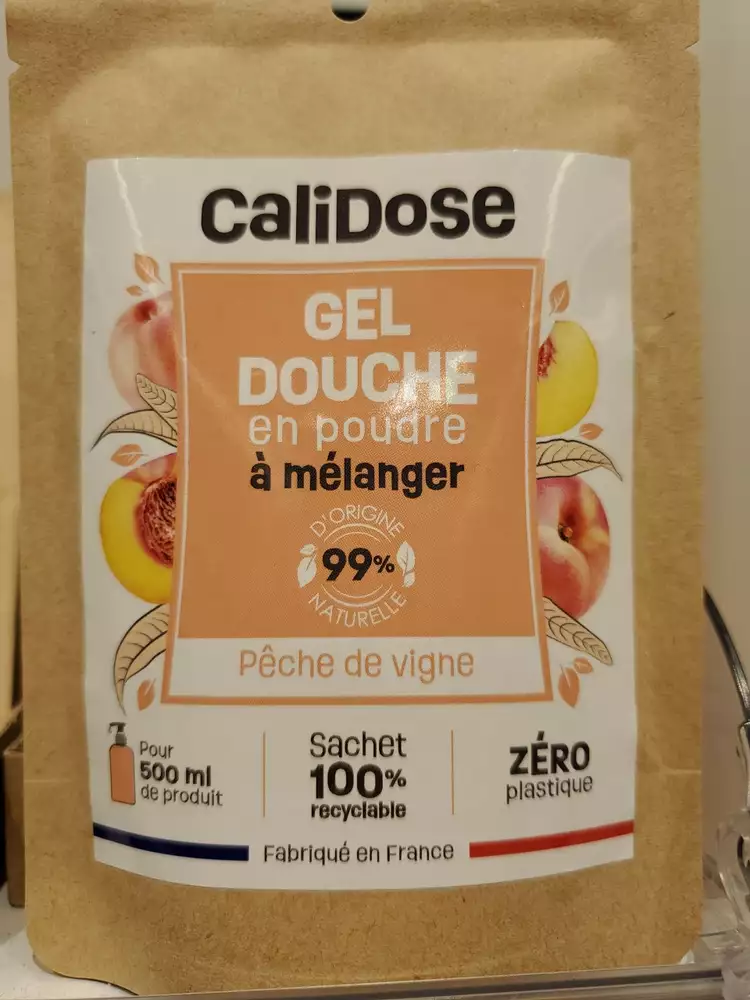 CaliDose
GEL
DOUCHE
en poudre
à mélanger
D'ORIGINE
99%
NATURELLE
Pêche de vigne
Pour
500 ml
de produit
Sachet
100%
recyclable
ZÉRO
plastique
Fabriqué en France